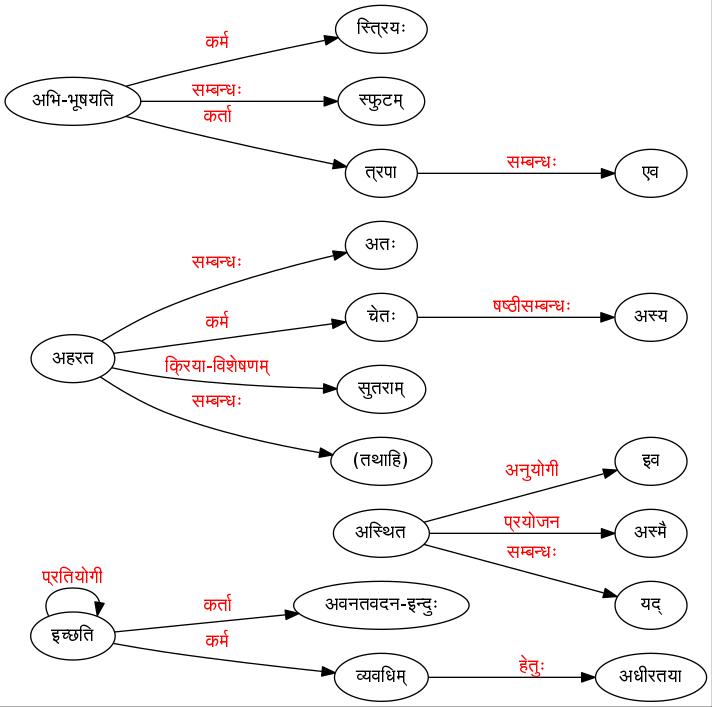 स्त्रियः
कर्म
अभि-भूषयति
सम्बन्धः
स्फुटम्
कर्ता
त्रपा
सम्बन्धः
एव
अतः
सम्बन्धः
कर्म
चेतः
षष्ठीसम्बन्धः
अस्य
अहरत
क्रिया-विशेषणम्
सुतराम्
सम्बन्धः
(तथाहि)
अनुयोगी
इव
अस्थित
प्रयोजन
अस्मै
सम्बन्धः
यद्
प्रतियोगी
इच्छति
कर्ता
अवनतवदन-इन्दुः
कर्म
व्यवधिम्
हेतुः
अधीरतया